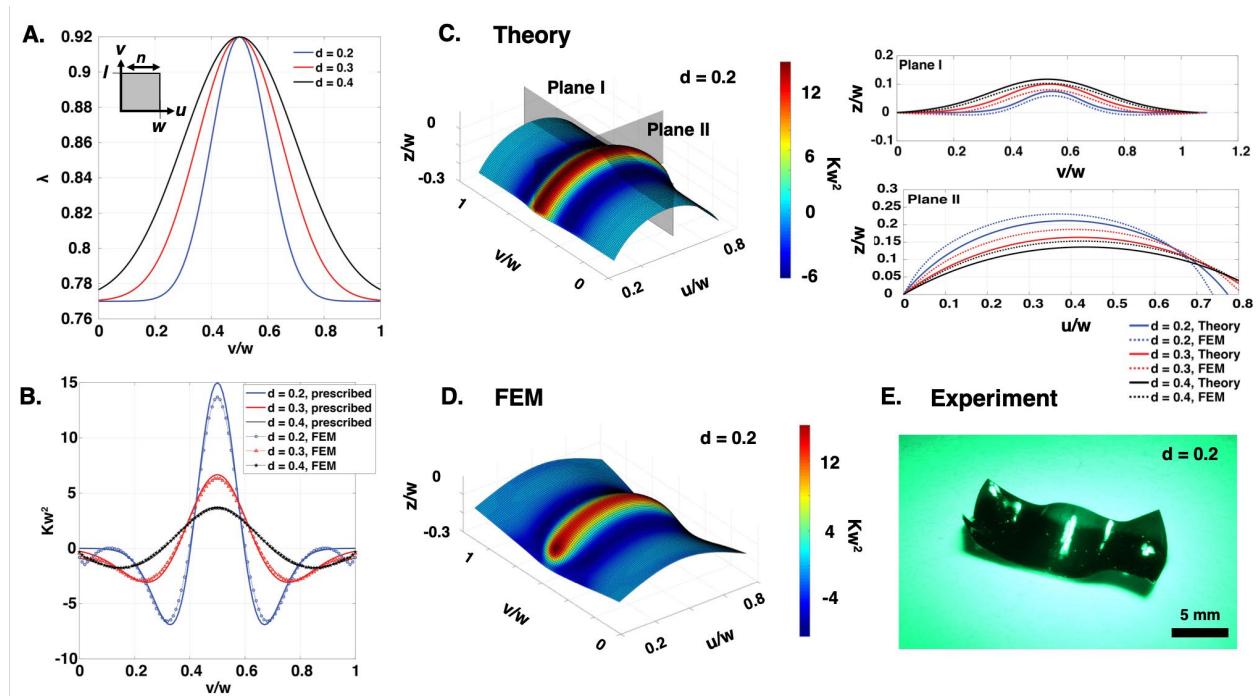 A.
0.92
0.9
0.88
0.86
0.84
0.82
0.8
0.78
0.76
λ
0
0.2
0.4
0.6
0.8
1
v/w
d = 0.2
d = 0.3
d = 0.4
v
n
l
u
w
B.
15
10
5
0
-5
-10
Kw²
0
0.2
0.4
0.6
0.8
1
v/w
d = 0.2, prescribed
d = 0.3, prescribed
d = 0.4, prescribed
d = 0.2, FEM
d = 0.3, FEM
d = 0.4, FEM
C. Theory
d = 0.2
Plane I
Plane II
z/w
0
-0.3
1
v/w
0
0.2
u/w
0.8
12
6
0
-6
Kw²
Plane I
z/w
0.2
0.1
0
-0.1
0
0.2
0.4
0.6
0.8
1
1.2
v/w
Plane II
z/w
0.3
0.25
0.2
0.15
0.1
0.05
0
0
0.1
0.2
0.3
0.4
0.5
0.6
0.7
0.8
u/w
d = 0.2, Theory
d = 0.2, FEM
d = 0.3, Theory
d = 0.3, FEM
d = 0.4, Theory
d = 0.4, FEM
D. FEM
d = 0.2
z/w
0
-0.3
1
v/w
0
0.2
u/w
0.8
12
4
-4
Kw²
E. Experiment
d = 0.2
5 mm